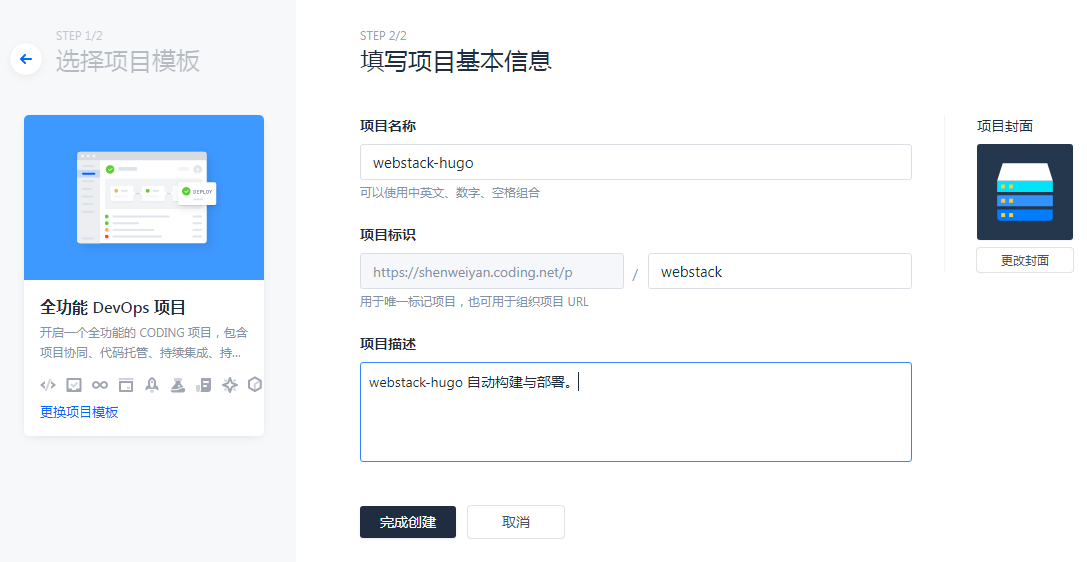 STEP 1/2
选择项目模板
DEPLOY
全功能 DevOps 项目
开启一个全功能的 CODING 项目，包含
项目协同、代码托管、持续集成、持...
更换项目模板
STEP 2/2
填写项目基本信息
项目名称
webstack-hugo
可以使用中英文、数字、空格组合
项目标识
https://shenweiyan.coding.net/p / webstack
用于唯一标记项目，也可用于组织项目 URL
项目描述
webstack-hugo 自动构建与部署。
完成创建 取消
项目封面
更改封面